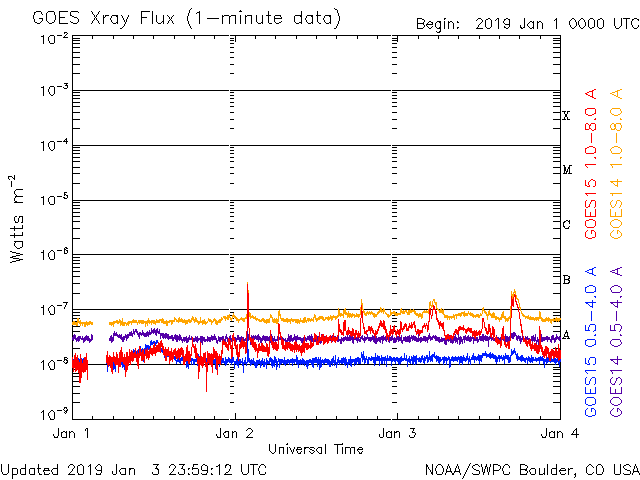 GOES Xray Flux (1-minute data)
Begin: 2019 Jan 1 0000 UTC
10⁻²
10⁻³
10⁻⁴
10⁻⁵
10⁻⁶
10⁻⁷
10⁻⁸
10⁻⁹
Watts m⁻²
X
M
C
B
A
GOES15 1.0-8.0 A
GOES14 1.0-8.0 A
GOES15 0.5-4.0 A
GOES14 0.5-4.0 A
Jan 1 Jan 2 Jan 3 Jan 4
Universal Time
Updated 2019 Jan 3 23:59:12 UTC
NOAA/SWPC Boulder, CO USA